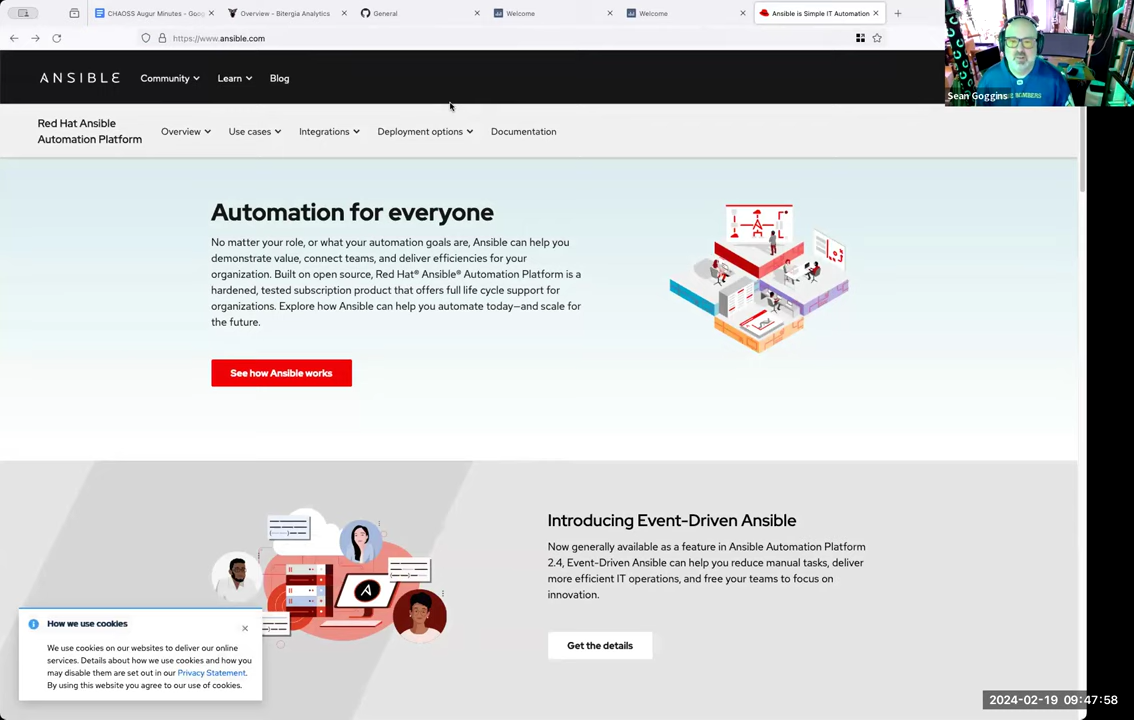 CHAOSS Augur Minutes - Goog
Overview - Bitergia Analytics
General
Welcome
Welcome
Ansible is Simple IT Automation
https://www.ansible.com
Sean Goggins
ANSIBLE
Community
Learn
Blog
Red Hat Ansible
Automation Platform
Overview
Use cases
Integrations
Deployment options
Documentation
Automation for everyone
No matter your role, or what your automation goals are, Ansible can help you
demonstrate value, connect teams, and deliver efficiencies for your
organization. Built on open source, Red Hat® Ansible® Automation Platform is a
hardened, tested subscription product that offers full life cycle support for
organizations. Explore how Ansible can help you automate today—and scale for
the future.
See how Ansible works
Introducing Event-Driven Ansible
Now generally available as a feature in Ansible Automation Platform
2.4, Event-Driven Ansible can help you reduce manual tasks, deliver
more efficient IT operations, and free your teams to focus on
innovation.
Get the details
How we use cookies
We use cookies on our websites to deliver our online
services. Details about how we use cookies and how you
may disable them are set out in our Privacy Statement.
By using this website you agree to our use of cookies.
2024-02-19 09:47:58